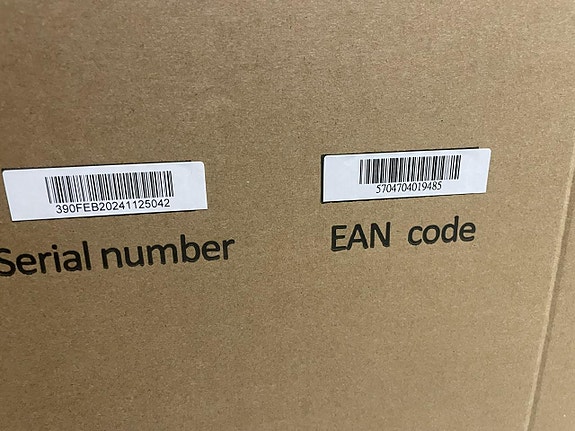 390FEB20241125042
Serial number
5704704019485
EAN code